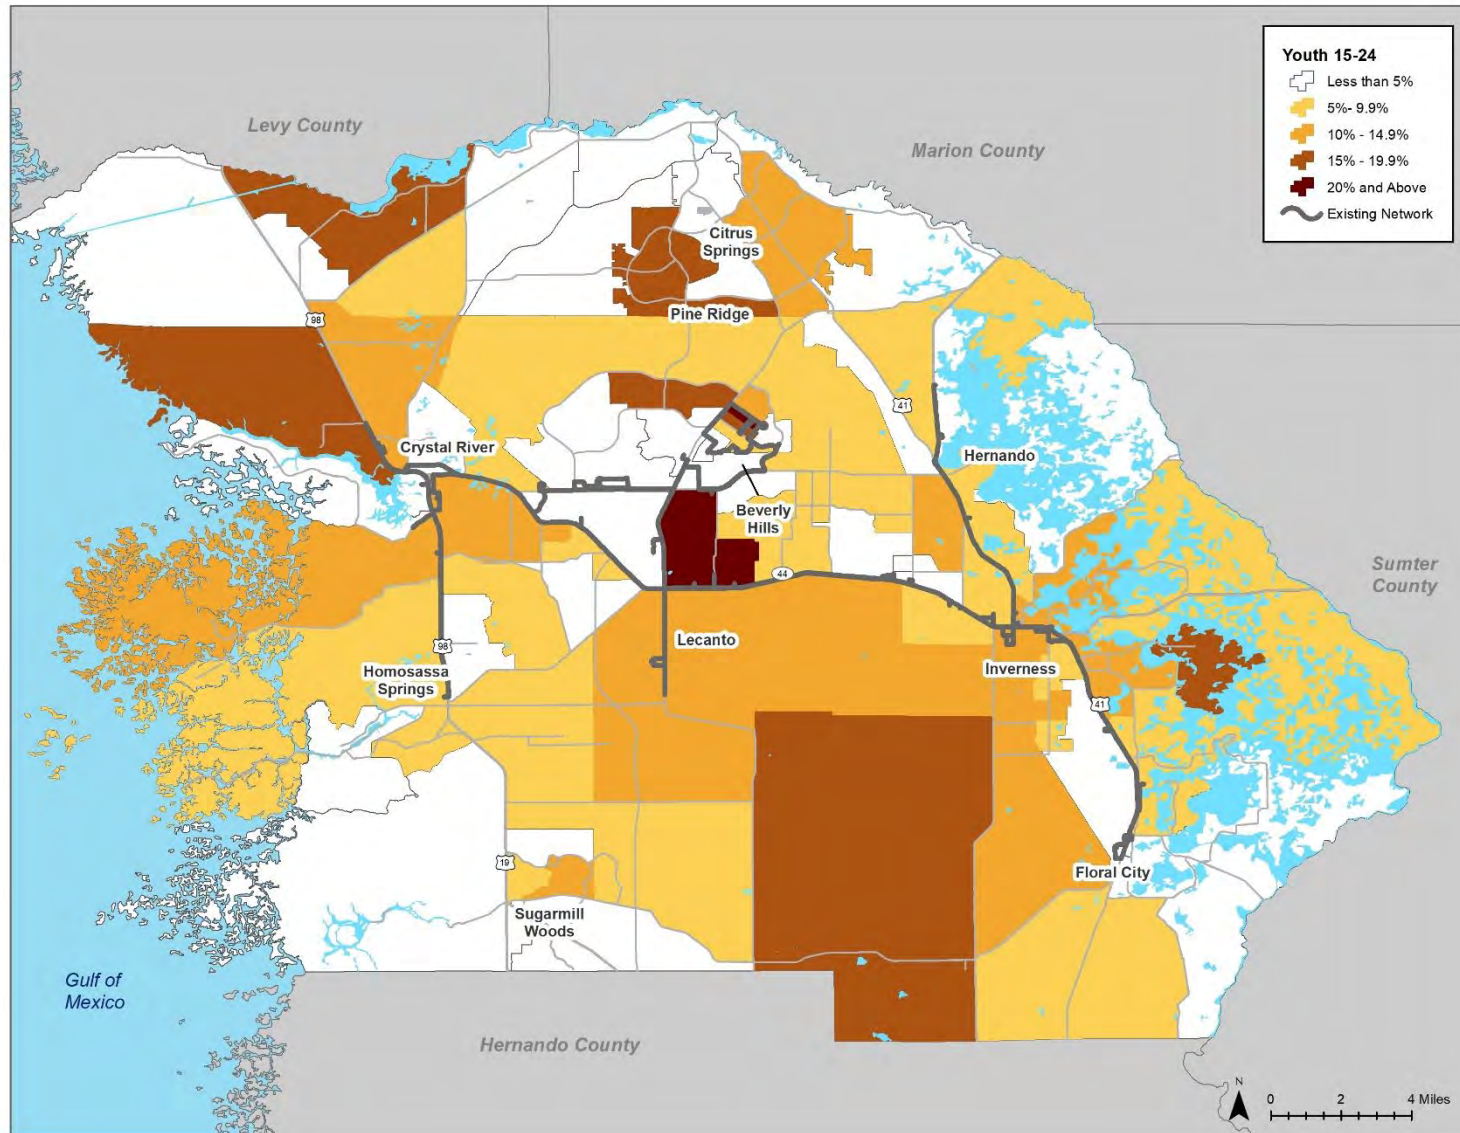 Youth 15-24
Less than 5%
5%- 9.9%
10% - 14.9%
15% - 19.9%
20% and Above
Existing Network
Levy County
Marion County
Citrus
Springs
Pine Ridge
98
41
Crystal River
Hernando
Beverly
Hills
44
Sumter
County
Lecanto
98
Homosassa
Springs
Inverness
41
19
Floral City
Sugarmill
Woods
Gulf of
Mexico
Hernando County
N
0 2 4 Miles